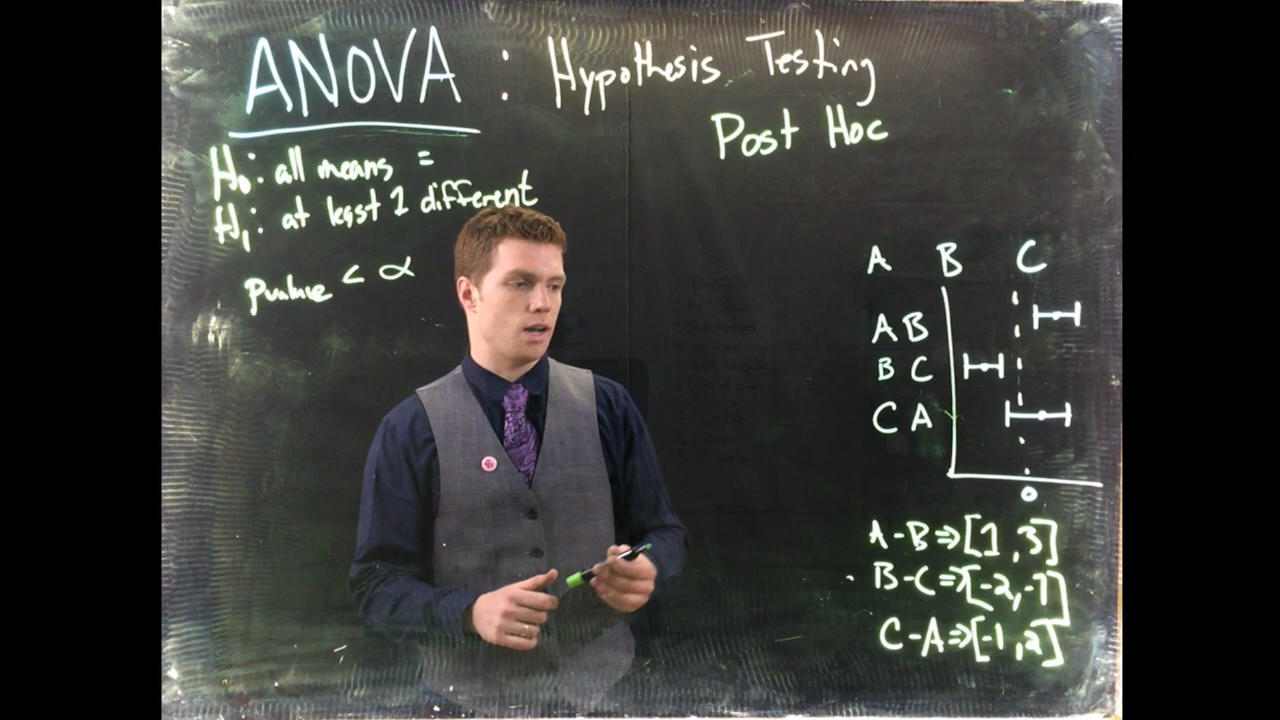 ANOVA : Hypothesis Testing
Post Hoc
H₀: all means =
H₁: at least 1 different
Pvalue < α
A B C
A B
B C
C A
0
A-B⇒[1,3]
B-C⇒[-2,-1]
C-A⇒[-1,2]